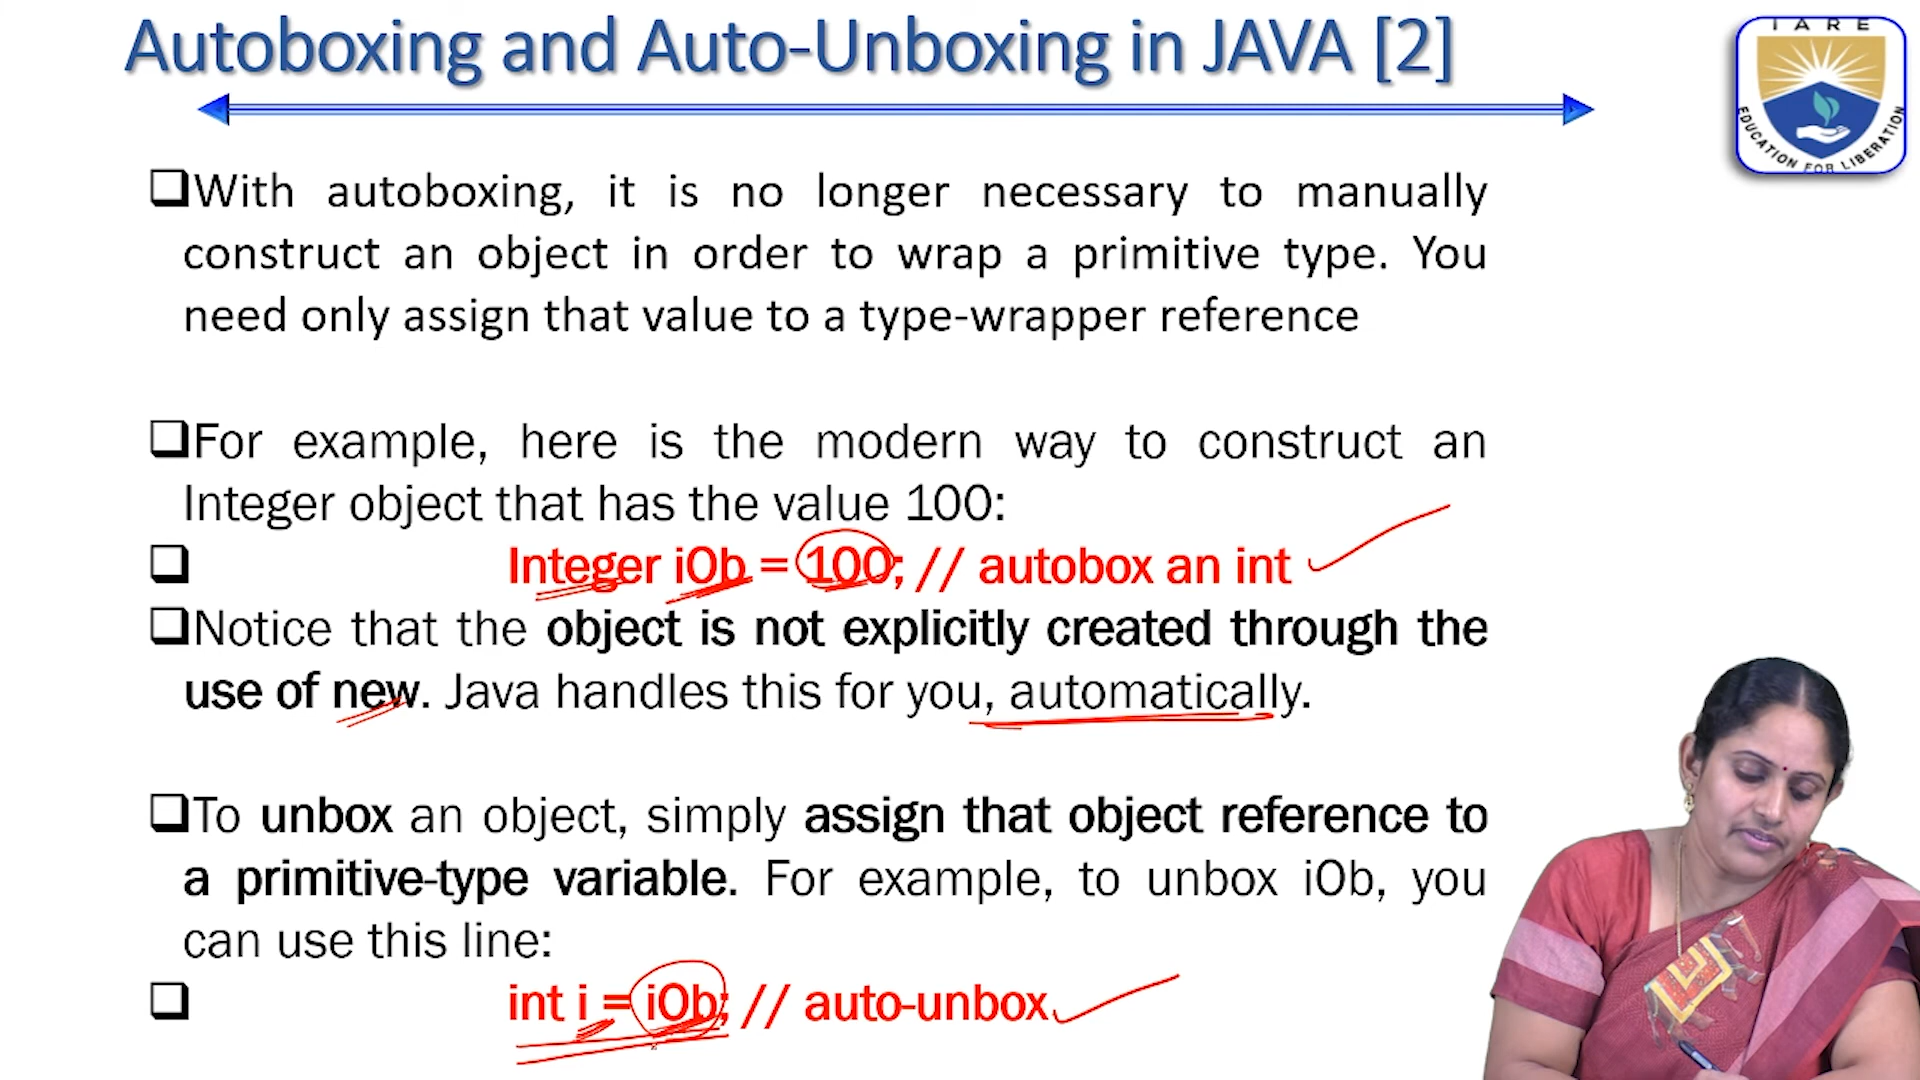 Autoboxing and Auto-Unboxing in JAVA [2]
IARE
EDUCATION FOR LIBERATION
With autoboxing, it is no longer necessary to manually
construct an object in order to wrap a primitive type. You
need only assign that value to a type-wrapper reference
For example, here is the modern way to construct an
Integer object that has the value 100:
Integer iOb = 100; // autobox an int
Notice that the object is not explicitly created through the
use of new. Java handles this for you, automatically.
To unbox an object, simply assign that object reference to
a primitive-type variable. For example, to unbox iOb, you
can use this line:
int i = iOb; // auto-unbox